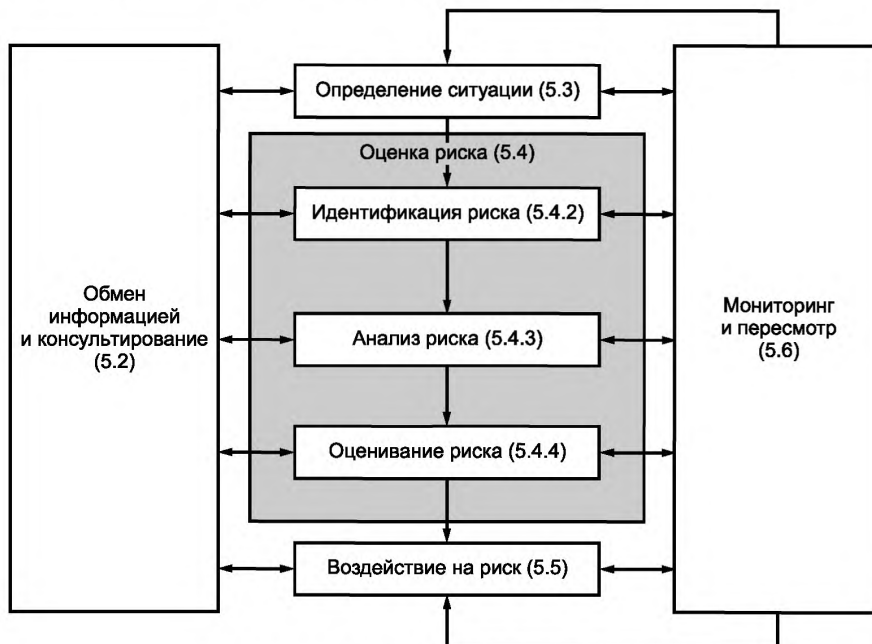 Определение ситуации (5.3)
Оценка риска (5.4)
Идентификация риска (5.4.2)
Обмен
информацией
и консультирование
(5.2)
Анализ риска (5.4.3)
Мониторинг
и пересмотр
(5.6)
Оценивание риска (5.4.4)
Воздействие на риск (5.5)